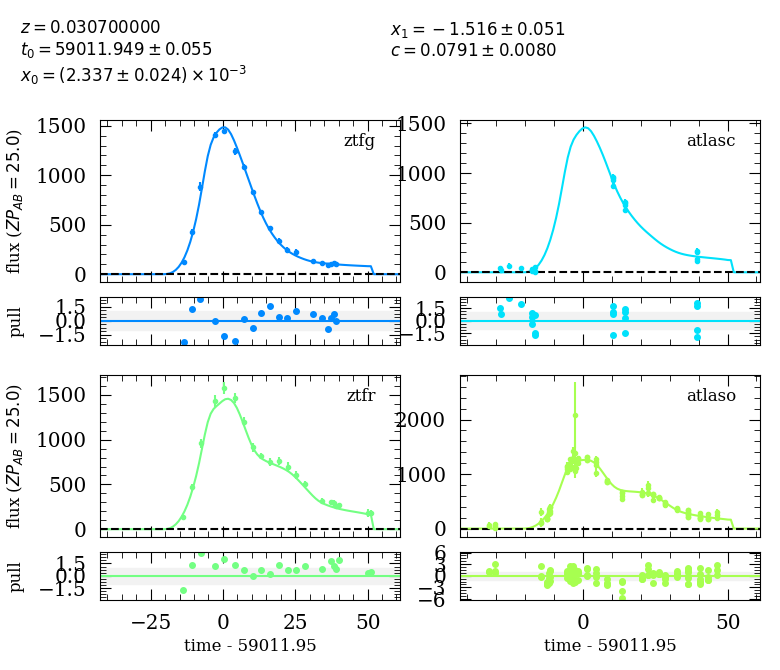 z = 0.030700000
t₀ = 59011.949 ± 0.055
x₀ = (2.337 ± 0.024) × 10⁻³
x₁ = −1.516 ± 0.051
c = 0.0791 ± 0.0080
flux (ZP_AB = 25.0)
1500
1000
500
0
ztfg
1500
1000
500
0
atlasc
pull
1.5
0.0
−1.5
1.5
0.0
−1.5
flux (ZP_AB = 25.0)
1500
1000
500
0
ztfr
2000
1000
0
atlaso
pull
1.5
0.0
−1.5
6
3
0
−3
−6
−25
0
25
50
time - 59011.95
0
50
time - 59011.95